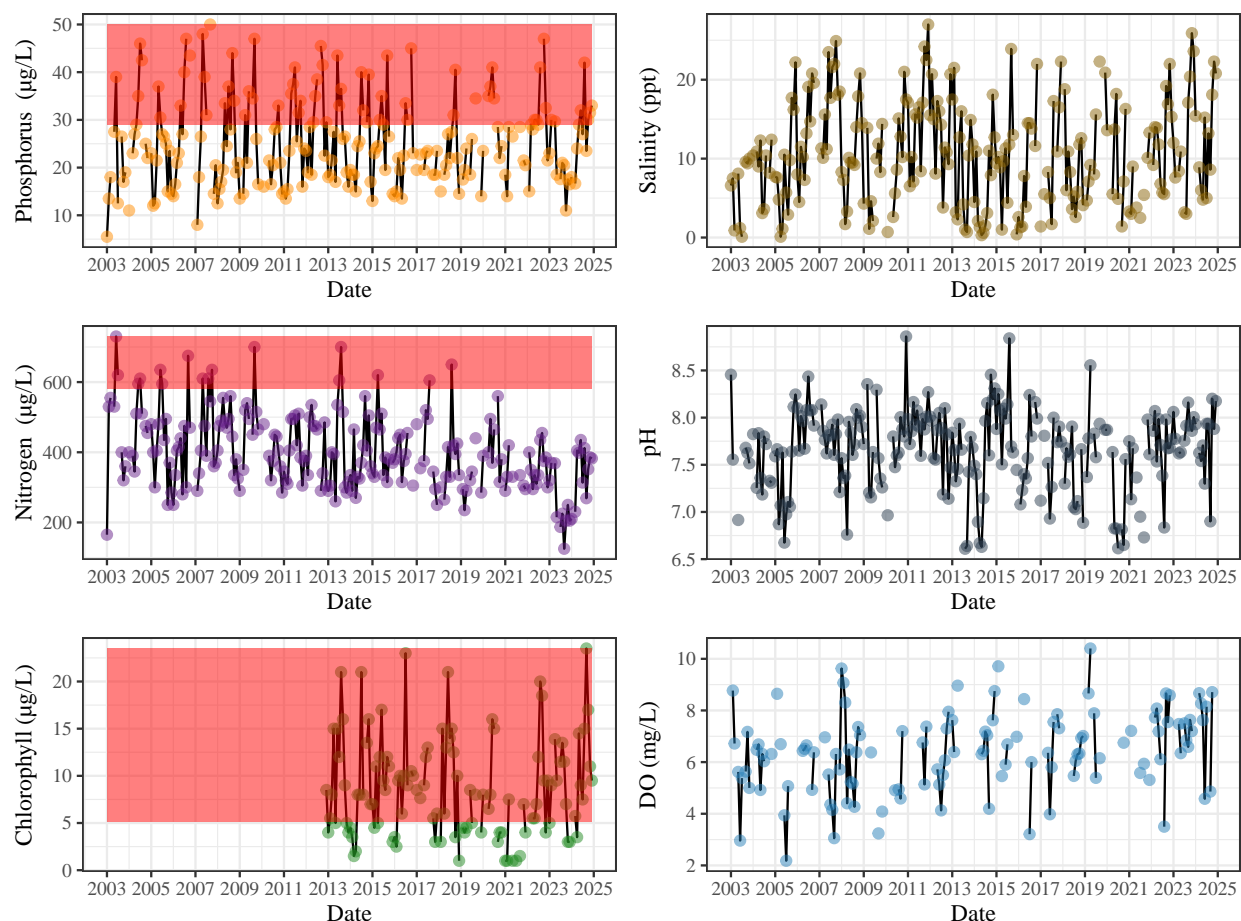 Phosphorus (µg/L)
50
40
30
20
10
2003 2005 2007 2009 2011 2013 2015 2017 2019 2021 2023 2025
Date
Salinity (ppt)
20
10
0
2003 2005 2007 2009 2011 2013 2015 2017 2019 2021 2023 2025
Date
Nitrogen (µg/L)
600
400
200
2003 2005 2007 2009 2011 2013 2015 2017 2019 2021 2023 2025
Date
pH
8.5
8.0
7.5
7.0
6.5
2003 2005 2007 2009 2011 2013 2015 2017 2019 2021 2023 2025
Date
Chlorophyll (µg/L)
20
15
10
5
0
2003 2005 2007 2009 2011 2013 2015 2017 2019 2021 2023 2025
Date
DO (mg/L)
10
8
6
4
2
2003 2005 2007 2009 2011 2013 2015 2017 2019 2021 2023 2025
Date